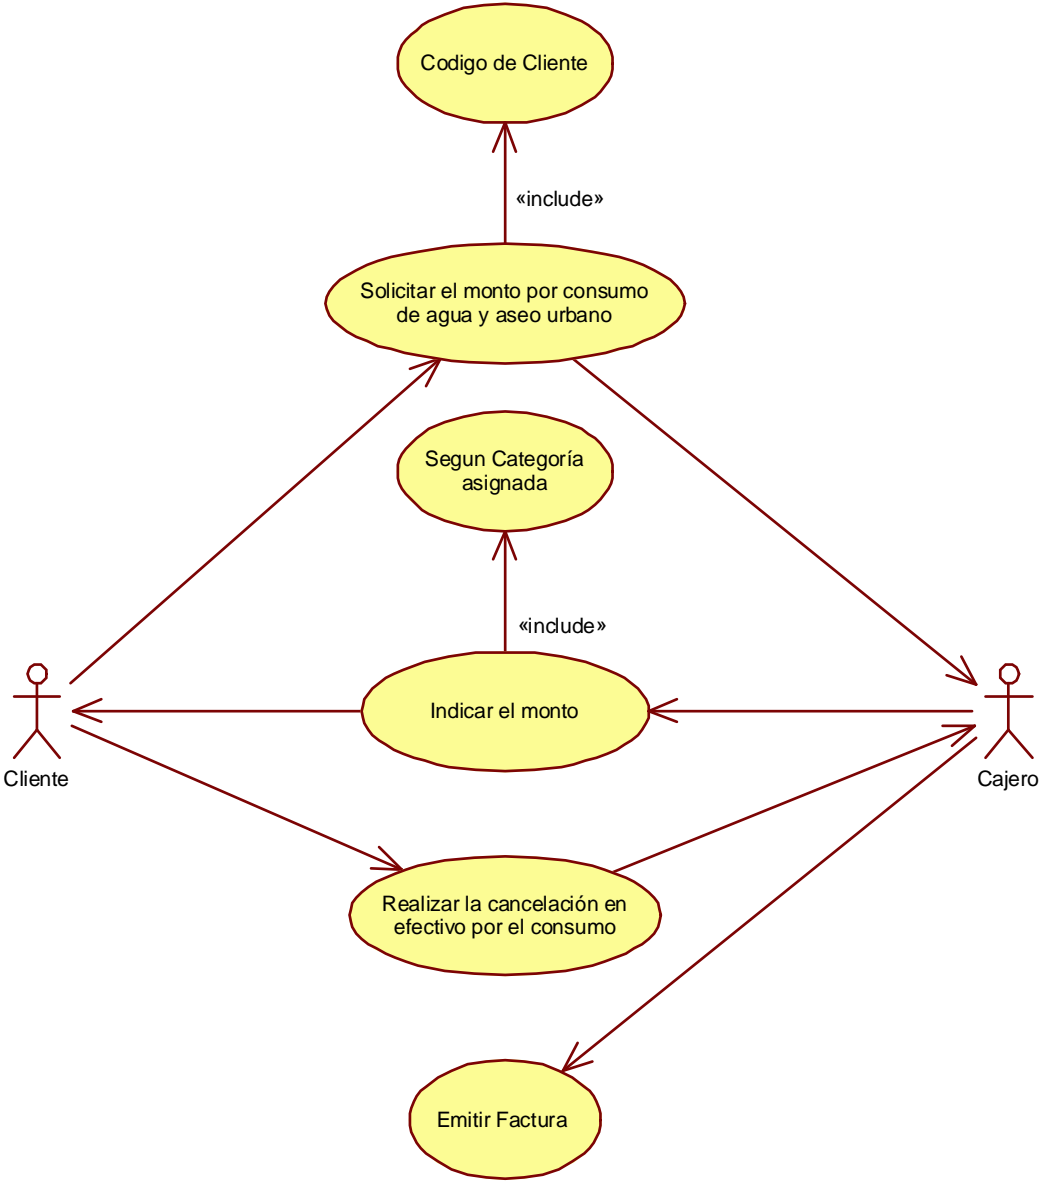 Codigo de Cliente
«include»
Solicitar el monto por consumo
de agua y aseo urbano
Segun Categoría
asignada
«include»
Indicar el monto
Cliente
Cajero
Realizar la cancelación en
efectivo por el consumo
Emitir Factura